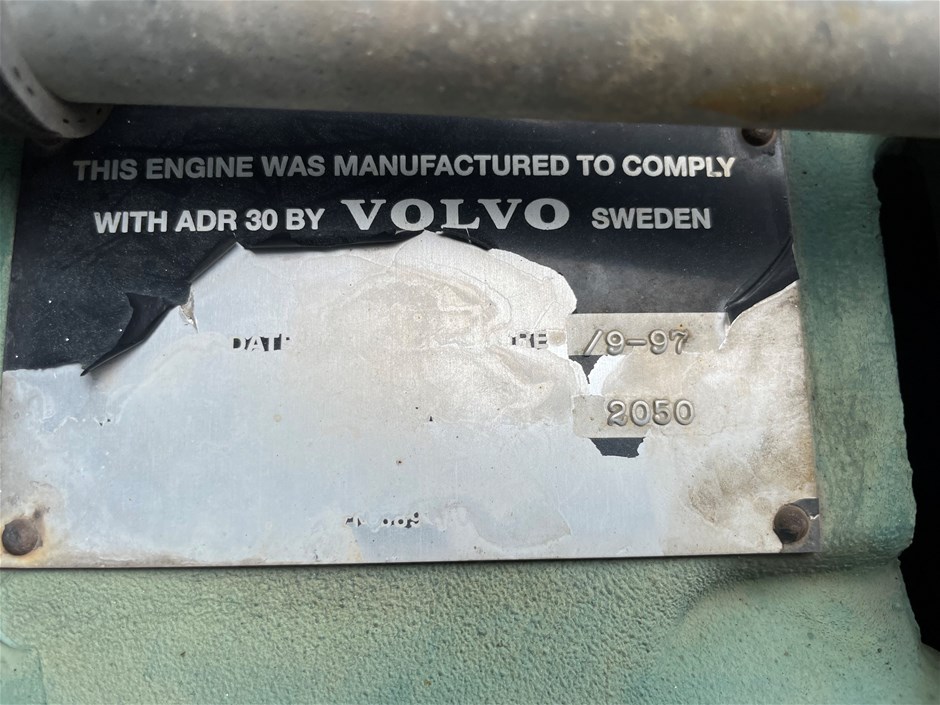 THIS ENGINE WAS MANUFACTURED TO COMPLY
WITH ADR 30 BY VOLVO SWEDEN
/9-97
2050